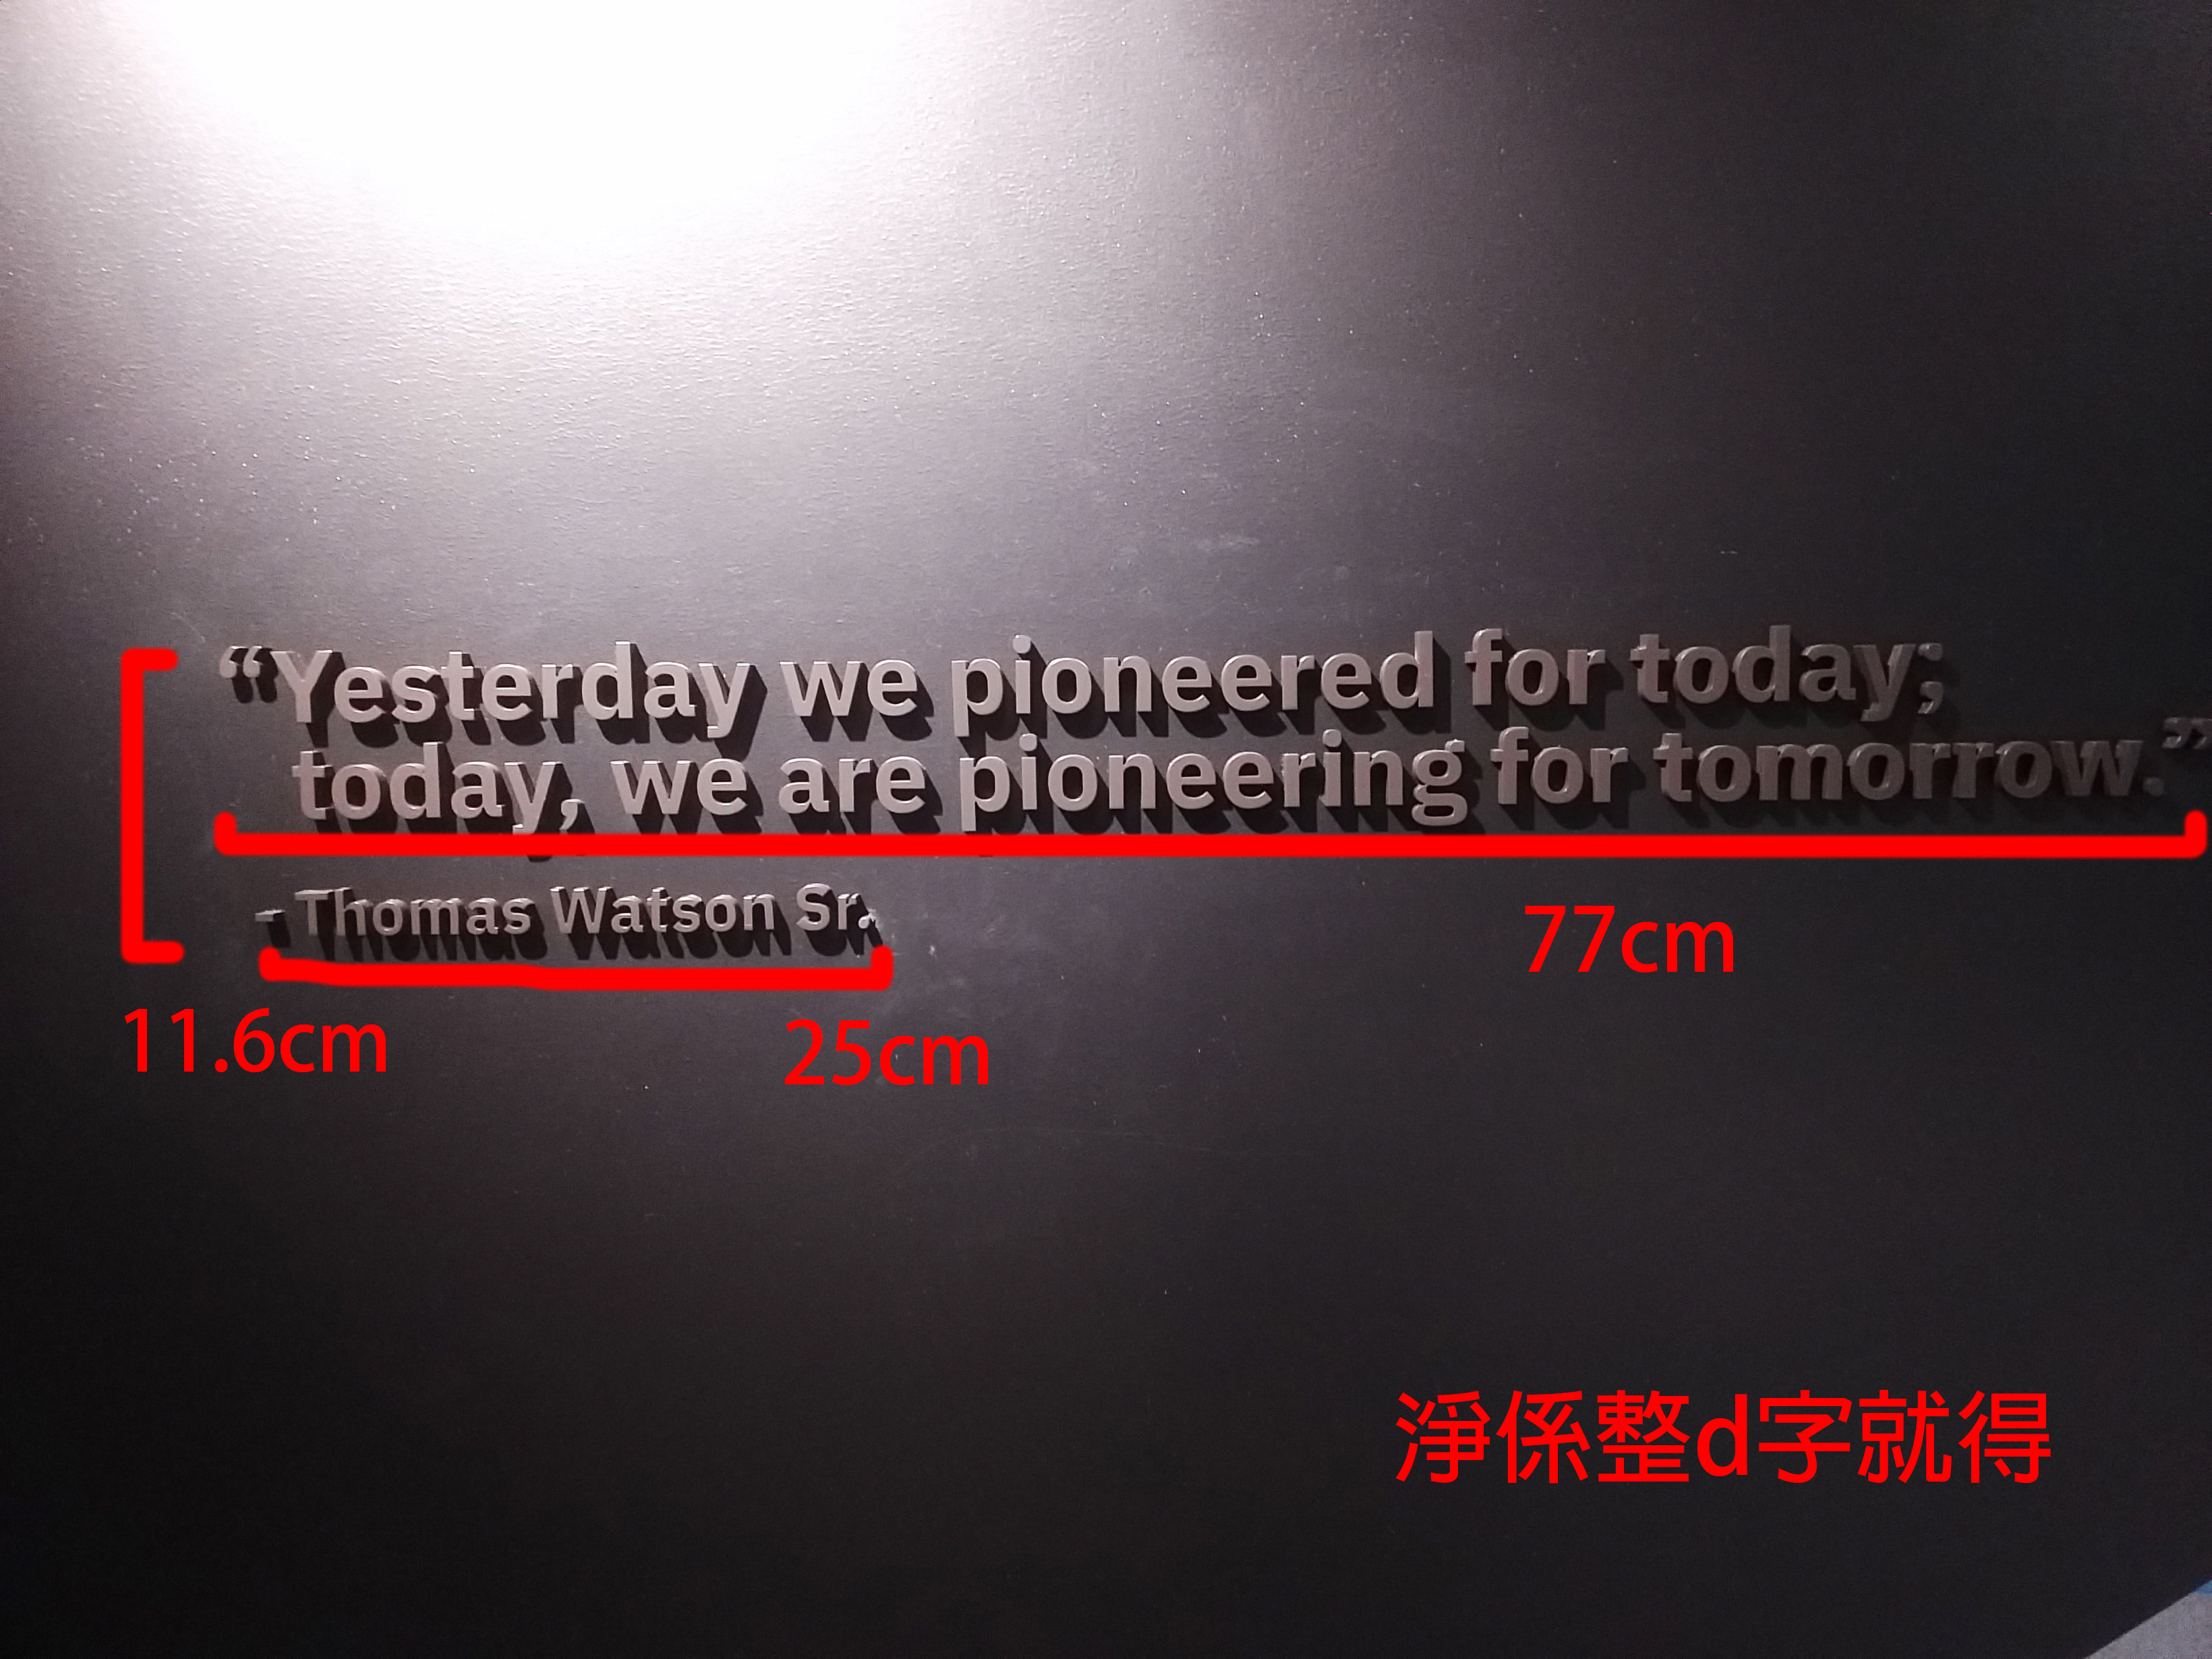 “Yesterday we pioneered for today;
today, we are pioneering for tomorrow.”
- Thomas Watson Sr.
77cm
11.6cm
25cm
淨係整d字就得